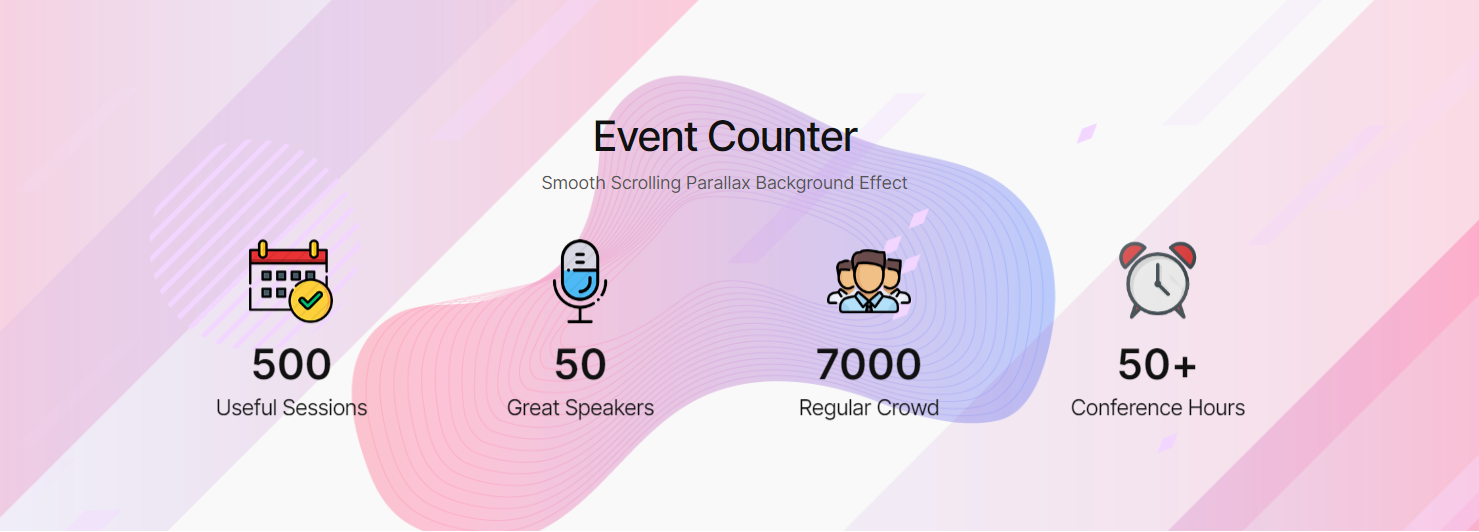 Event Counter
Smooth Scrolling Parallax Background Effect
500
50
7000
50+
Useful Sessions
Great Speakers
Regular Crowd
Conference Hours